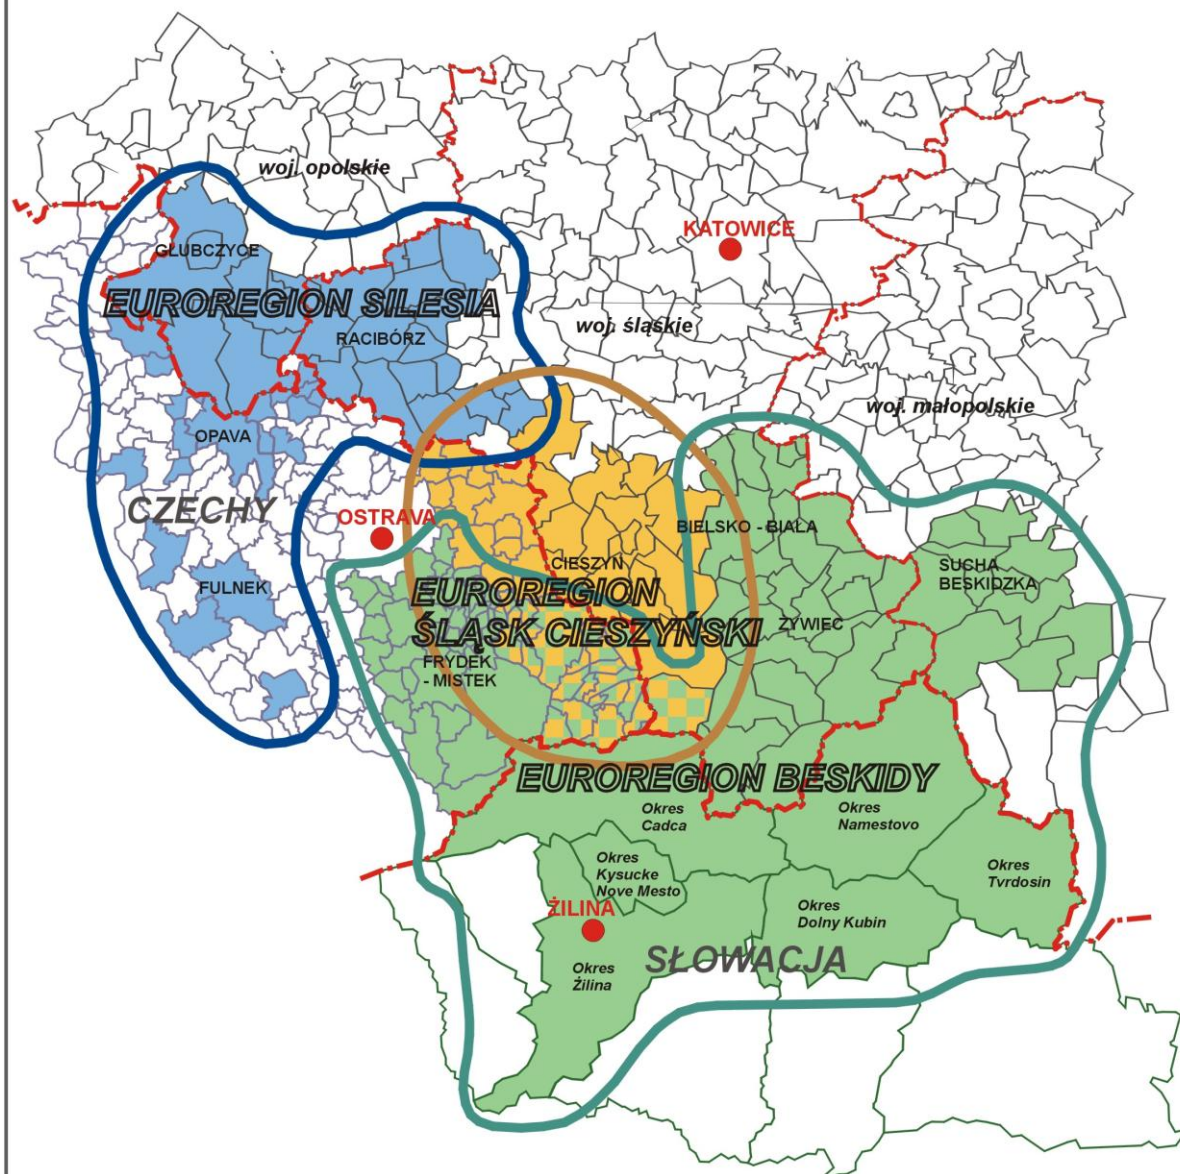 woj. opolskie
KATOWICE
GŁUBCZYCE
EUROREGION SILESIA
RACIBÓRZ
woj. śląskie
woj. małopolskie
OPAVA
CZECHY
OSTRAVA
BIELSKO - BIAŁA
CIESZYN
SUCHA
BESKIDZKA
FULNEK
EUROREGION
ŚLĄSK CIESZYŃSKI
ŻYWIEC
FRYDEK
- MISTEK
EUROREGION BESKIDY
Okres
Cadca
Okres
Namestovo
Okres
Kysucke
Nove Mesto
Okres
Tvrdosin
ŻILINA
Okres
Dolny Kubin
SŁOWACJA
Okres
Żilina